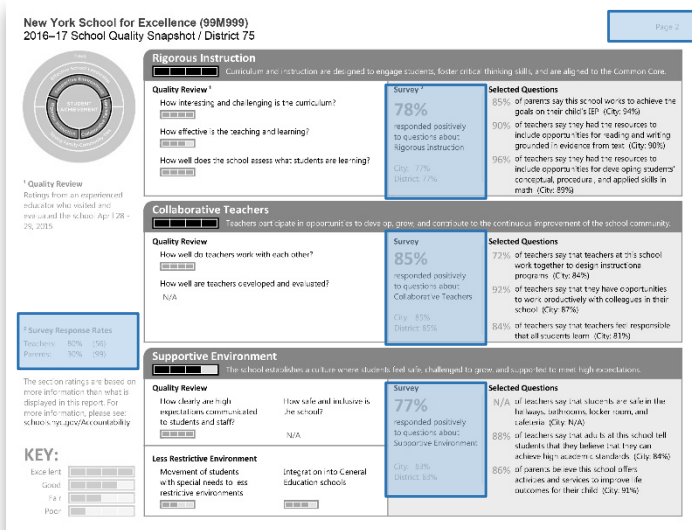 New York School for Excellence (99M999)
2016–17 School Quality Snapshot / District 75
Page 2
STUDENT
ACHIEVEMENT
¹ Quality Review
Ratings from an experienced
educator who visited and
evaluated the school April 28 -
29, 2015
² Survey Response Rates
Teachers: 80% (56)
Parents: 30% (99)
The section ratings are based on
more information than what is
displayed in this report. For
more information, please see:
schools.nyc.gov/Accountability
KEY:
Excellent
Good
Fair
Poor
Rigorous Instruction
Curriculum and instruction are designed to engage students, foster critical thinking skills, and are aligned to the Common Core.
Quality Review ¹
How interesting and challenging is the curriculum?
How effective is the teaching and learning?
How well does the school assess what students are learning?
Survey ²
78%
responded positively
to questions about
Rigorous Instruction
City: 77%
District: 77%
Selected Questions
85% of parents say this school works to achieve the
goals on their child's IEP (City: 94%)
90% of teachers say they had the resources to
include opportunities for reading and writing
grounded in evidence from text (City: 90%)
96% of teachers say they had the resources to
include opportunities for developing students'
conceptual, procedural, and applied skills in
math (City: 89%)
Collaborative Teachers
Teachers participate in opportunities to develop, grow, and contribute to the continuous improvement of the school community.
Quality Review
How well do teachers work with each other?
How well are teachers developed and evaluated?
N/A
Survey
85%
responded positively
to questions about
Collaborative Teachers
City: 85%
District: 85%
Selected Questions
72% of teachers say that teachers at this school
work together to design instructional
programs (City: 84%)
92% of teachers say that they have opportunities
to work productively with colleagues in their
school (City: 87%)
84% of teachers say that teachers feel responsible
that all students learn (City: 81%)
Supportive Environment
The school establishes a culture where students feel safe, challenged to grow, and supported to meet high expectations.
Quality Review
How clearly are high
expectations communicated
to students and staff?
How safe and inclusive is
the school?
N/A
Less Restrictive Environment
Movement of students
with special needs to less
restrictive environments
Integration into General
Education schools
Survey
77%
responded positively
to questions about
Supportive Environment
City: 83%
District: 83%
Selected Questions
N/A of teachers say that students are safe in the
hallways, bathrooms, locker room, and
cafeteria (City: N/A)
88% of teachers say that adults at this school tell
students that they believe that they can
achieve high academic standards (City: 84%)
86% of parents believe this school offers
activities and services to improve life
outcomes for their child (City: 91%)